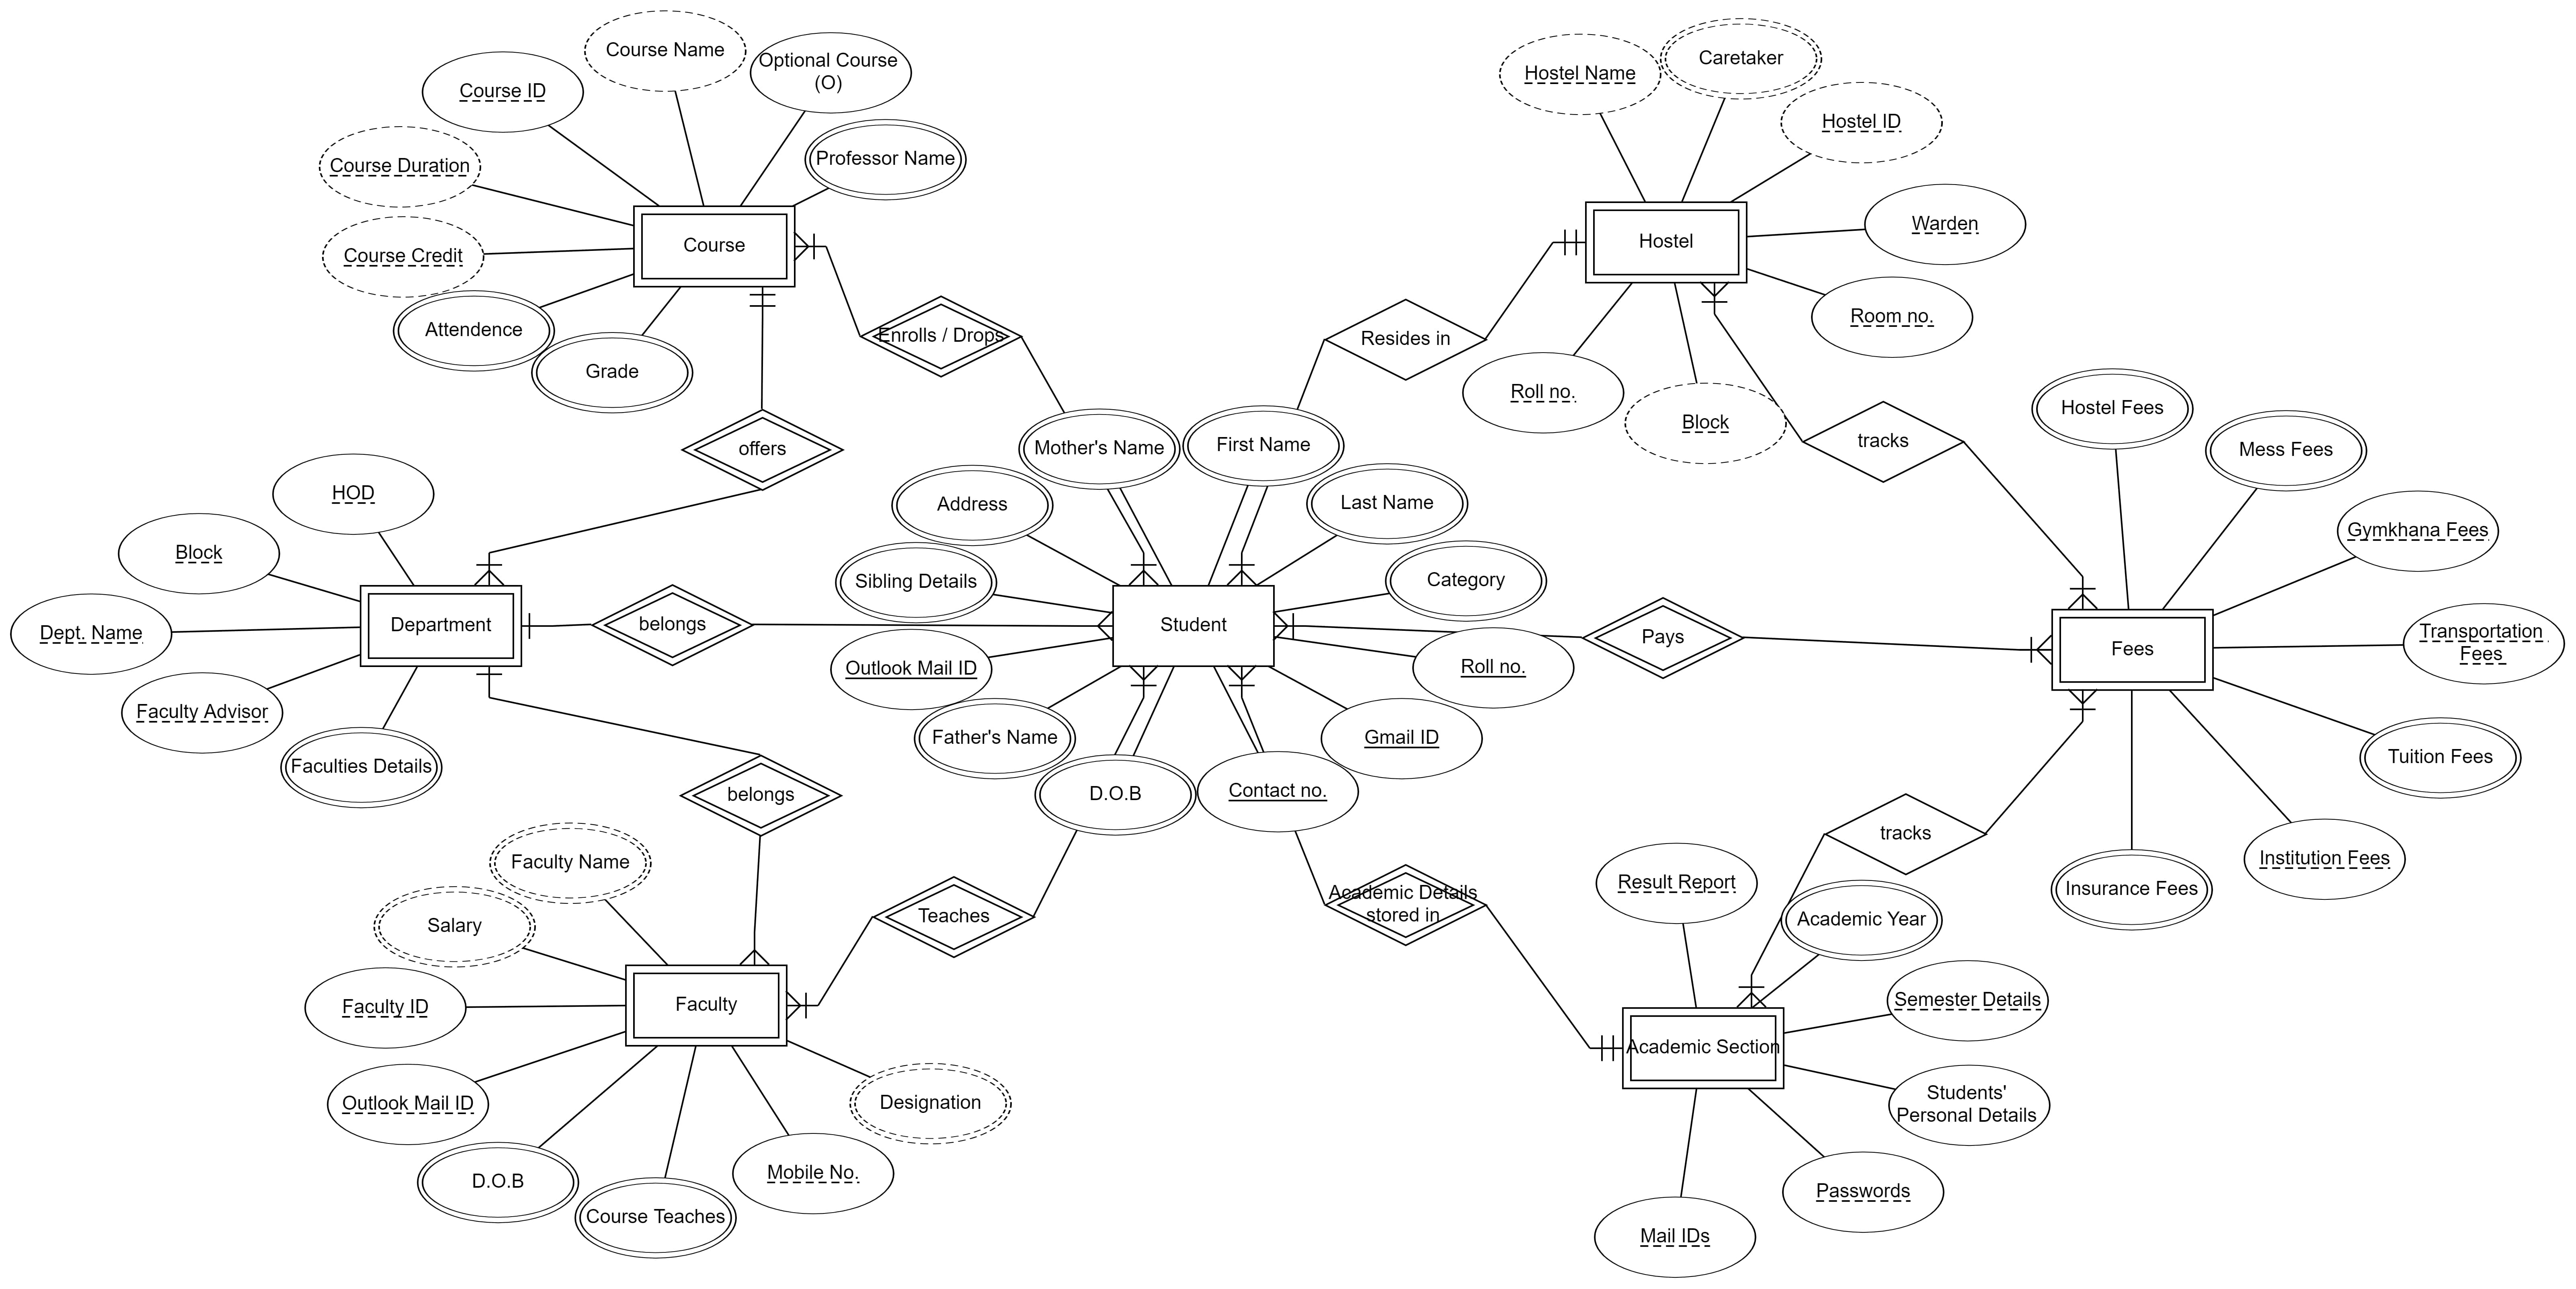 Course Name
Optional Course
(O)
Course ID
Professor Name
Course Duration
Course Credit
Course
Attendence
Grade
Enrolls / Drops
offers
Hostel Name
Caretaker
Hostel ID
Warden
Hostel
Room no.
Roll no.
Block
Resides in
tracks
Hostel Fees
Mess Fees
Gymkhana Fees
Transportation
Fees
Fees
Tuition Fees
Institution Fees
Insurance Fees
Pays
tracks
Mother's Name
First Name
Address
Last Name
Sibling Details
Category
Student
Outlook Mail ID
Roll no.
Father's Name
Gmail ID
D.O.B
Contact no.
HOD
Block
Dept. Name
Department
belongs
Faculty Advisor
Faculties Details
belongs
Faculty Name
Salary
Teaches
Faculty ID
Faculty
Outlook Mail ID
Designation
D.O.B
Course Teaches
Mobile No.
Academic Details
stored in
Result Report
Academic Year
Semester Details
Academic Section
Students'
Personal Details
Passwords
Mail IDs